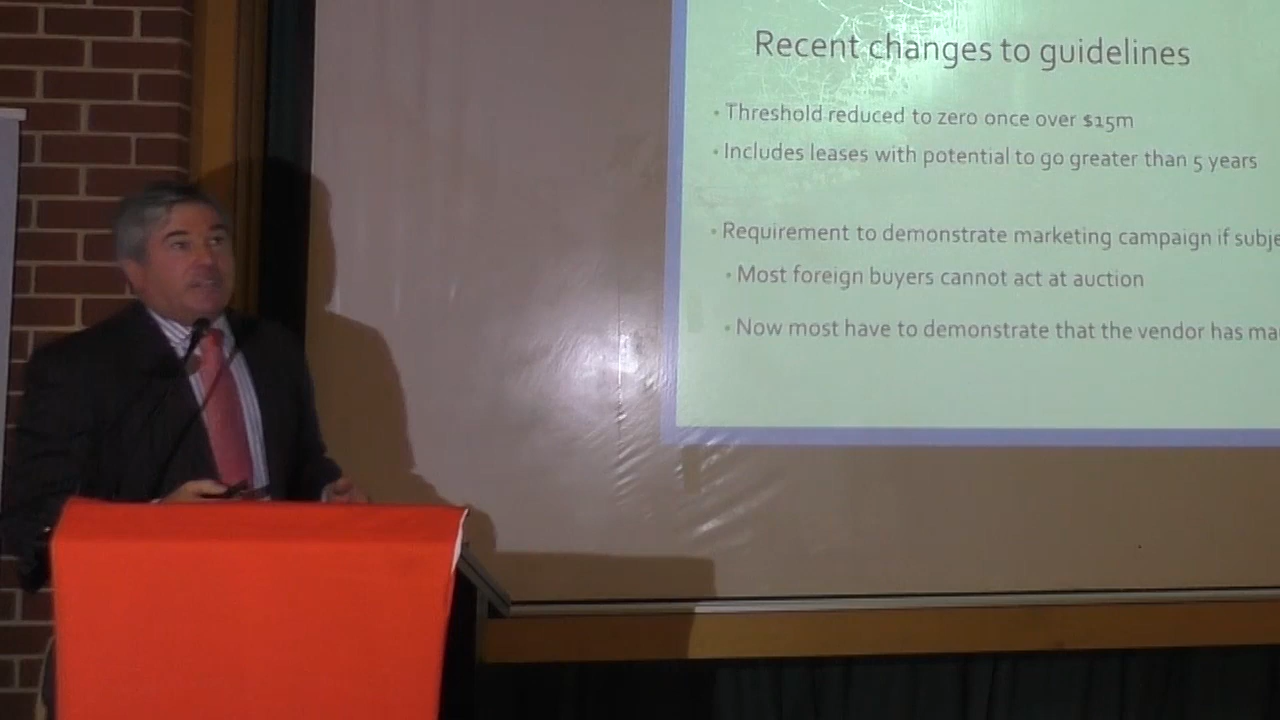 Recent changes to guidelines
• Threshold reduced to zero once over $15m
• Includes leases with potential to go greater than 5 years
• Requirement to demonstrate marketing campaign if
• Most foreign buyers cannot act at auction
• Now most have to demonstrate that the vendor has